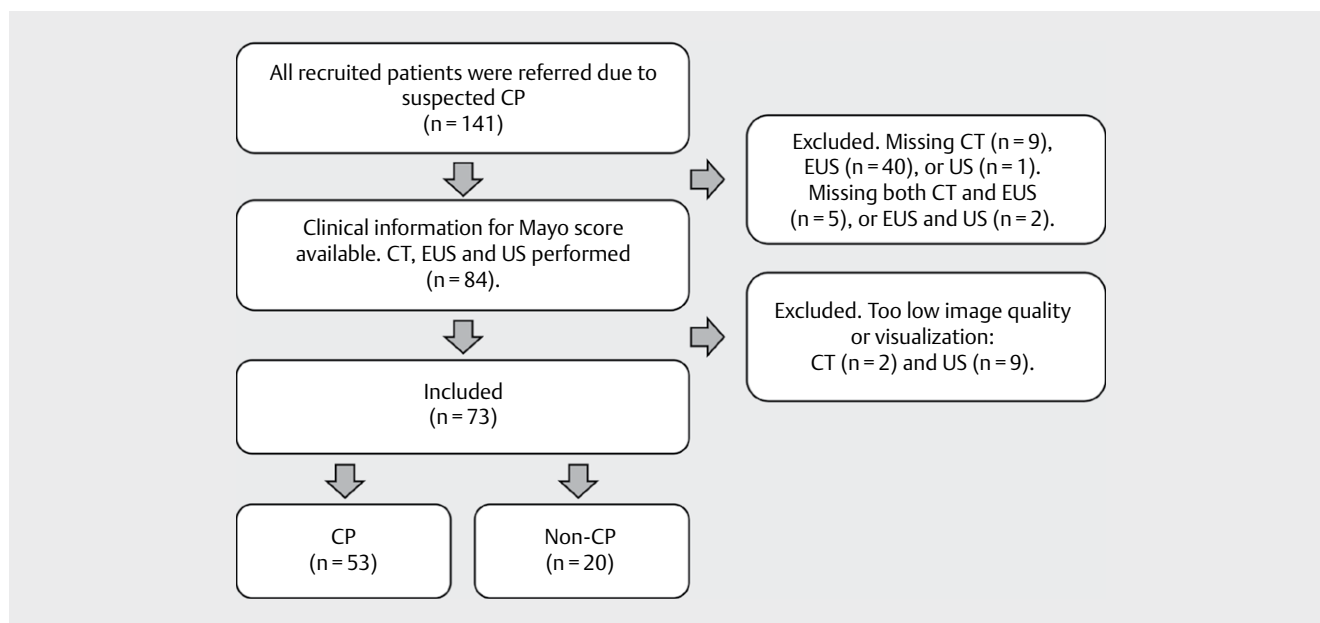 All recruited patients were referred due to
suspected CP
(n = 141)
Excluded. Missing CT (n = 9),
EUS (n = 40), or US (n = 1).
Missing both CT and EUS
(n = 5), or EUS and US (n = 2).
Clinical information for Mayo score
available. CT, EUS and US performed
(n = 84).
Excluded. Too low image quality
or visualization:
CT (n = 2) and US (n = 9).
Included
(n = 73)
CP
(n = 53)
Non-CP
(n = 20)